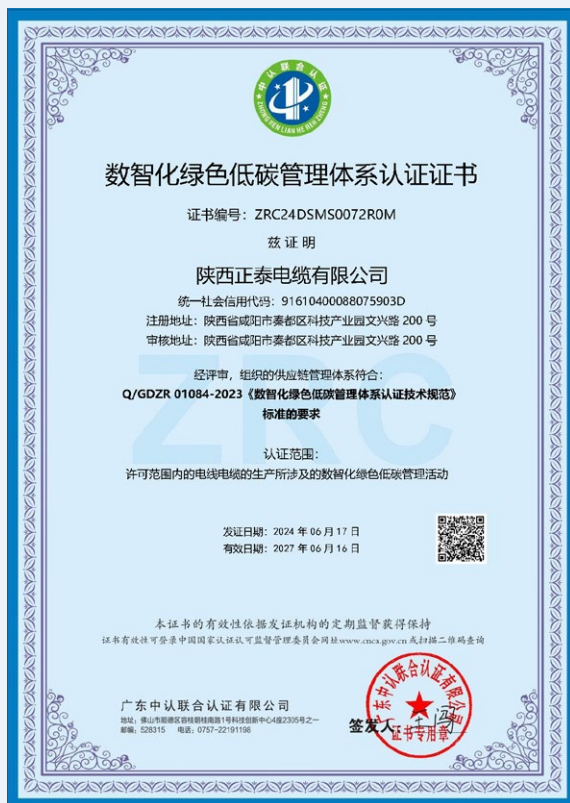 中认联合认证
ZHONG REN LIAN HE REN ZHENG
数智化绿色低碳管理体系认证证书
证书编号：ZRC24DSMS0072R0M
兹证明
陕西正泰电缆有限公司
统一社会信用代码：91610400088075903D
注册地址：陕西省咸阳市秦都区科技产业园文兴路 200 号
审核地址：陕西省咸阳市秦都区科技产业园文兴路 200 号
ZRC
经评审，组织的供应链管理体系符合：
Q/GDZR 01084-2023《数智化绿色低碳管理体系认证技术规范》
标准的要求
认证范围：
许可范围内的电线电缆的生产所涉及的数智化绿色低碳管理活动
发证日期：2024 年 06 月 17 日
有效日期：2027 年 06 月 16 日
本证书的有效性依据发证机构的定期监督获得保持
证书有效性可登录中国国家认证认可监督管理委员会网址www.cnca.gov.cn 或扫描二维码查询
广东中认联合认证有限公司
地址：佛山市顺德区容桂朝桂南路1号科技创新中心4座2305号之一
邮编：528315 电话：0757-22191198
签发人：
广东中认联合认证有限公司
证书专用章